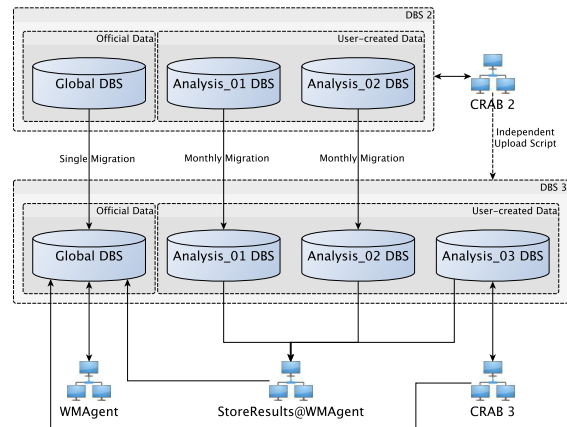 DBS 2
Official Data
User-created Data
Global DBS
Analysis_01 DBS
Analysis_02 DBS
CRAB 2
Independent
Upload Script
Single Migration
Monthly Migration
Monthly Migration
DBS 3
Official Data
User-created Data
Global DBS
Analysis_01 DBS
Analysis_02 DBS
Analysis_03 DBS
WMAgent
StoreResults@WMAgent
CRAB 3